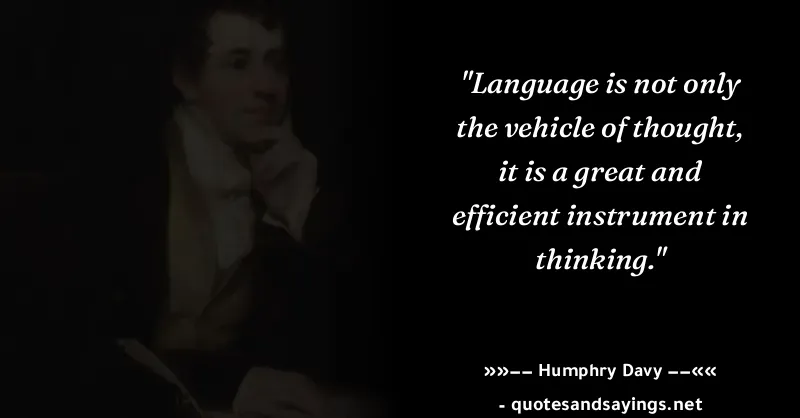 "Language is not only
the vehicle of thought,
it is a great and
efficient instrument in
thinking."
»»–– Humphry Davy ––««
- quotesandsayings.net